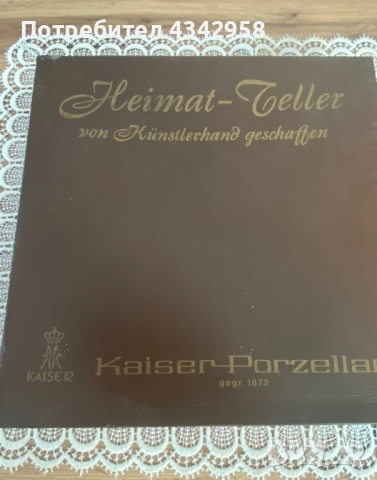 Потребител 4342958
Heimat-Teller
von Künstlerhand geschaffen
KAISER
Kaiser-Porzellan
gegr. 1872